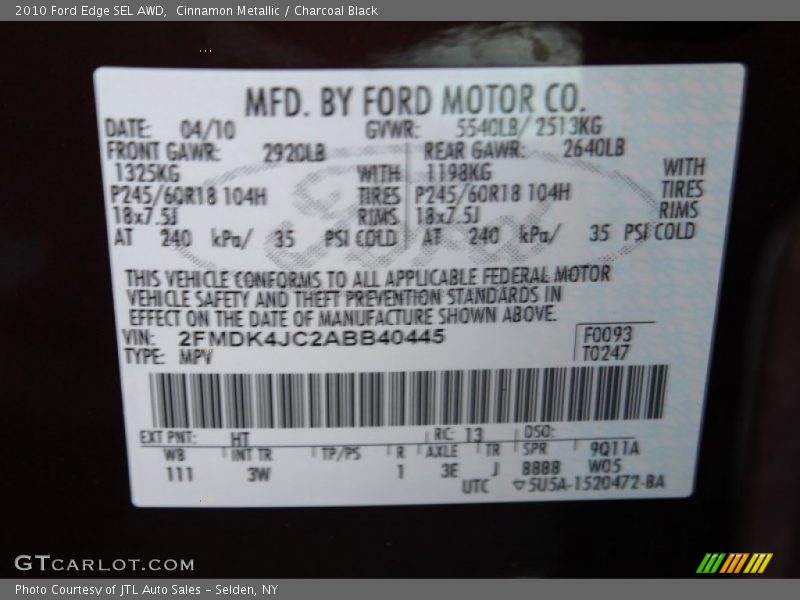 2010 Ford Edge SEL AWD, Cinnamon Metallic / Charcoal Black
MFD. BY FORD MOTOR CO.
DATE: 04/10 GVWR: 5540LB/ 2513KG
FRONT GAWR: 2920LB REAR GAWR: 2640LB
1325KG WITH 1198KG WITH
P245/60R18 104H TIRES P245/60R18 104H TIRES
18x7.5J RIMS 18x7.5J RIMS
AT 240 kPa/ 35 PSI COLD AT 240 kPa/ 35 PSI COLD
Ford
THIS VEHICLE CONFORMS TO ALL APPLICABLE FEDERAL MOTOR
VEHICLE SAFETY AND THEFT PREVENTION STANDARDS IN
EFFECT ON THE DATE OF MANUFACTURE SHOWN ABOVE.
VIN: 2FMDK4JC2ABB40445 F0093
TYPE: MPV T0247
EXT PNT: HT RC: 13 DSO:
WB INT TR TP/PS R AXLE TR SPR 9Q11A
111 3W 1 3E J 8888 W05
UTC ▽5U5A-1520472-BA
GTCARLOT.COM
Photo Courtesy of JTL Auto Sales - Selden, NY